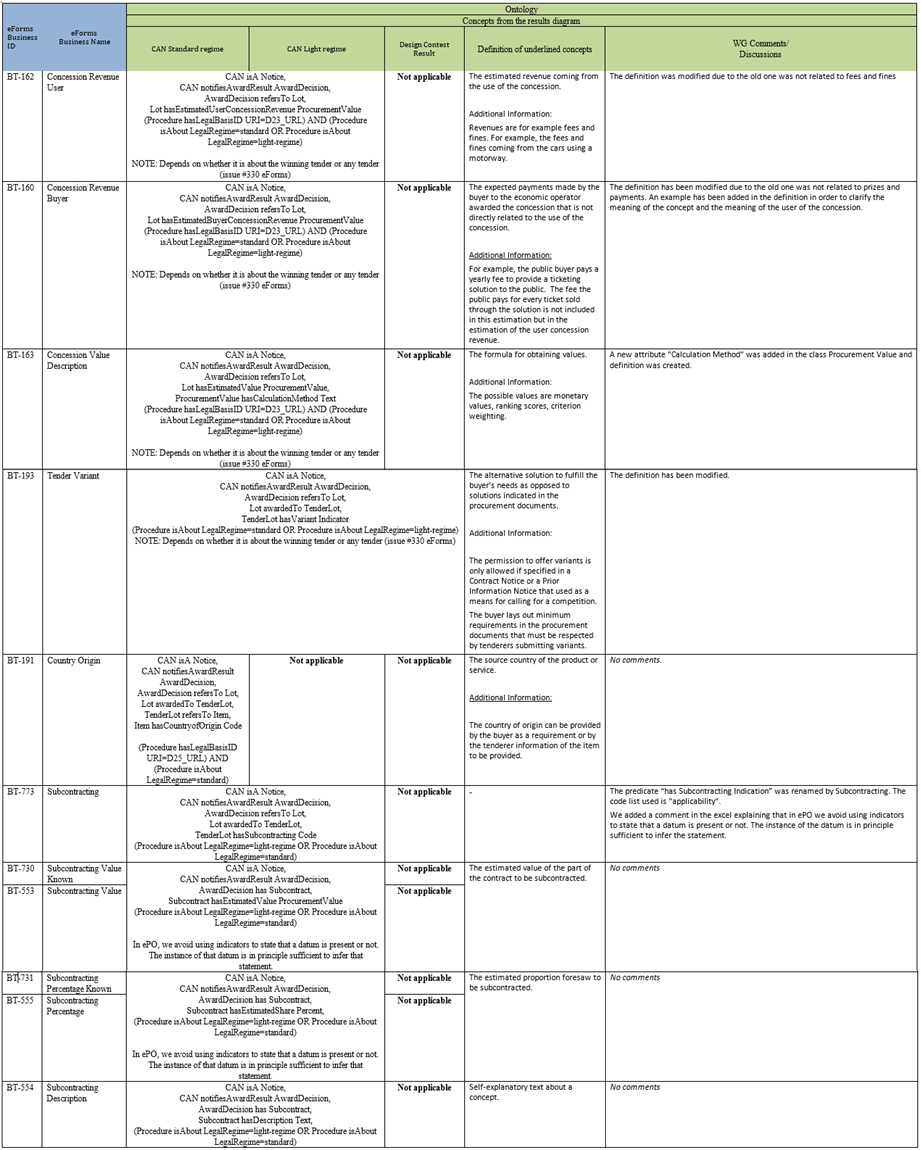 Ontology
Concepts from the results diagram
eForms
Business
ID
eForms
Business Name
CAN Standard regime
CAN Light regime
Design Contest
Result
Definition of underlined concepts
WG Comments/
Discussions
BT-162
Concession Revenue
User
CAN isA Notice,
CAN notifiesAwardResult AwardDecision,
AwardDecision refersTo Lot,
Lot hasEstimatedUserConcessionRevenue ProcurementValue
(Procedure hasLegalBasisID URI=D23_URL) AND (Procedure
isAbout LegalRegime=standard OR Procedure isAbout
LegalRegime=light-regime)
NOTE: Depends on whether it is about the winning tender or any tender
(issue #330 eForms)
Not applicable
The estimated revenue coming from
the use of the concession.
Additional Information:
Revenues are for example fees and
fines. For example, the fees and
fines coming from the cars using a
motorway.
The definition was modified due to the old one was not related to fees and fines
BT-160
Concession Revenue
Buyer
CAN isA Notice,
CAN notifiesAwardResult AwardDecision,
AwardDecision refersTo Lot,
Lot hasEstimatedBuyerConcessionRevenue ProcurementValue
(Procedure hasLegalBasisID URI=D23_URL) AND (Procedure
isAbout LegalRegime=standard OR Procedure isAbout
LegalRegime=light-regime)
NOTE: Depends on whether it is about the winning tender or any tender
(issue #330 eForms)
Not applicable
The expected payments made by the
buyer to the economic operator
awarded the concession that is not
directly related to the use of the
concession.
Additional Information:
For example, the public buyer pays a
yearly fee to provide a ticketing
solution to the public. The fee the
public pays for every ticket sold
through the solution is not included
in this estimation but in the
estimation of the user concession
revenue.
The definition has been modified due to the old one was not related to prizes and
payments. An example has been added in the definition in order to clarify the
meaning of the concept and the meaning of the user of the concession.
BT-163
Concession Value
Description
CAN isA Notice,
CAN notifiesAwardResult AwardDecision,
AwardDecision refersTo Lot,
Lot hasEstimatedValue ProcurementValue,
ProcurementValue hasCalculationMethod Text
(Procedure hasLegalBasisID URI=D23_URL) AND (Procedure
isAbout LegalRegime=standard OR Procedure isAbout
LegalRegime=light-regime)
NOTE: Depends on whether it is about the winning tender or any tender
(issue #330 eForms)
Not applicable
The formula for obtaining values.
Additional Information:
The possible values are monetary
values, ranking scores, criterion
weighting.
A new attribute "Calculation Method" was added in the class Procurement Value and
definition was created.
BT-193
Tender Variant
CAN isA Notice,
CAN notifiesAwardResult AwardDecision,
AwardDecision refersTo Lot,
Lot awardedTo TenderLot,
TenderLot hasVariant Indicator
(Procedure isAbout LegalRegime=standard OR Procedure isAbout LegalRegime=light-regime)
NOTE: Depends on whether it is about the winning tender or any tender (issue #330 eForms)
The alternative solution to fulfill the
buyer's needs as opposed to
solutions indicated in the
procurement documents.
Additional Information:
The permission to offer variants is
only allowed if specified in a
Contract Notice or a Prior
Information Notice that used as a
means for calling for a competition.
The buyer lays out minimum
requirements in the procurement
documents that must be respected
by tenderers submitting variants.
The definition has been modified.
BT-191
Country Origin
CAN isA Notice,
CAN notifiesAwardResult
AwardDecision,
AwardDecision refersTo Lot,
Lot awardedTo TenderLot,
TenderLot refersTo Item,
Item hasCountryofOrigin Code
(Procedure hasLegalBasisID
URI=D25_URL) AND
(Procedure isAbout
LegalRegime=standard)
Not applicable
Not applicable
The source country of the product or
service.
Additional Information:
The country of origin can be provided
by the buyer as a requirement or by
the tenderer information of the item
to be provided.
No comments.
BT-773
Subcontracting
CAN isA Notice,
CAN notifiesAwardResult AwardDecision,
AwardDecision refersTo Lot,
Lot awardedTo TenderLot,
TenderLot hasSubcontracting Code
(Procedure isAbout LegalRegime=light-regime OR Procedure isAbout
LegalRegime=standard)
Not applicable
-
The predicate "has Subcontracting Indication" was renamed by Subcontracting. The
code list used is "applicability".
We added a comment in the excel explaining that in ePO we avoid using indicators
to state that a datum is present or not. The instance of the datum is in principle
sufficient to infer the statement.
BT-730
Subcontracting Value
Known
BT-553
Subcontracting Value
CAN isA Notice,
CAN notifiesAwardResult AwardDecision,
AwardDecision has Subcontract,
Subcontract hasEstimatedValue ProcurementValue
(Procedure isAbout LegalRegime=light-regime OR Procedure isAbout
LegalRegime=standard)
In ePO, we avoid using indicators to state that a datum is present or not.
The instance of that datum is in principle sufficient to infer that
statement.
Not applicable
Not applicable
The estimated value of the part of
the contract to be subcontracted.
No comments
BT-731
Subcontracting
Percentage Known
BT-555
Subcontracting
Percentage
CAN isA Notice,
CAN notifiesAwardResult AwardDecision,
AwardDecision has Subcontract,
Subcontract hasEstimatedShare Percent,
(Procedure isAbout LegalRegime=light-regime OR Procedure isAbout
LegalRegime=standard)
In ePO, we avoid using indicators to state that a datum is present or not.
The instance of that datum is in principle sufficient to infer that
statement.
Not applicable
Not applicable
The estimated proportion foresaw to
be subcontracted.
No comments
BT-554
Subcontracting
Description
CAN isA Notice,
CAN notifiesAwardResult AwardDecision,
AwardDecision has Subcontract,
Subcontract hasDescription Text,
(Procedure isAbout LegalRegime=light-regime OR Procedure isAbout
LegalRegime=standard)
Not applicable
Self-explanatory text about a
concept.
No comments